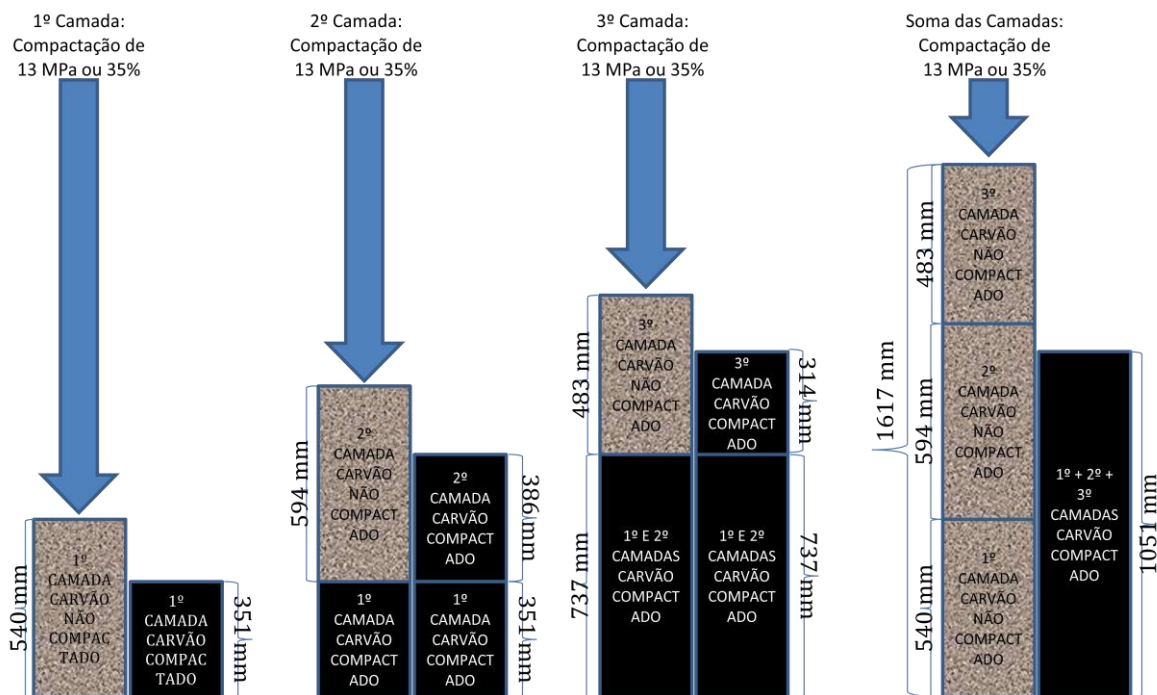 1º Camada:
Compactação de
13 MPa ou 35%
540 mm
1º
CAMADA
CARVÃO
NÃO
COMPAC
TADO
1º
CAMADA
CARVÃO
COMPAC
TADO
351 mm
2º Camada:
Compactação de
13 MPa ou 35%
594 mm
2º
CAMADA
CARVÃO
NÃO
COMPACT
ADO
2º
CAMADA
CARVÃO
COMPACT
ADO
386 mm
1º
CAMADA
CARVÃO
COMPACT
ADO
1º
CAMADA
CARVÃO
COMPACT
ADO
351 mm
3º Camada:
Compactação de
13 MPa ou 35%
483 mm
3º
CAMADA
CARVÃO
NÃO
COMPACT
ADO
3º
CAMADA
CARVÃO
COMPACT
ADO
314 mm
737 mm
1º E 2º
CAMADAS
CARVÃO
COMPACT
ADO
1º E 2º
CAMADAS
CARVÃO
COMPACT
ADO
737 mm
Soma das Camadas:
Compactação de
13 MPa ou 35%
1617 mm
483 mm
3º
CAMADA
CARVÃO
NÃO
COMPACT
ADO
594 mm
2º
CAMADA
CARVÃO
NÃO
COMPACT
ADO
540 mm
1º
CAMADA
CARVÃO
NÃO
COMPACT
ADO
1º + 2º +
3º
CAMADAS
CARVÃO
COMPACT
ADO
1051 mm